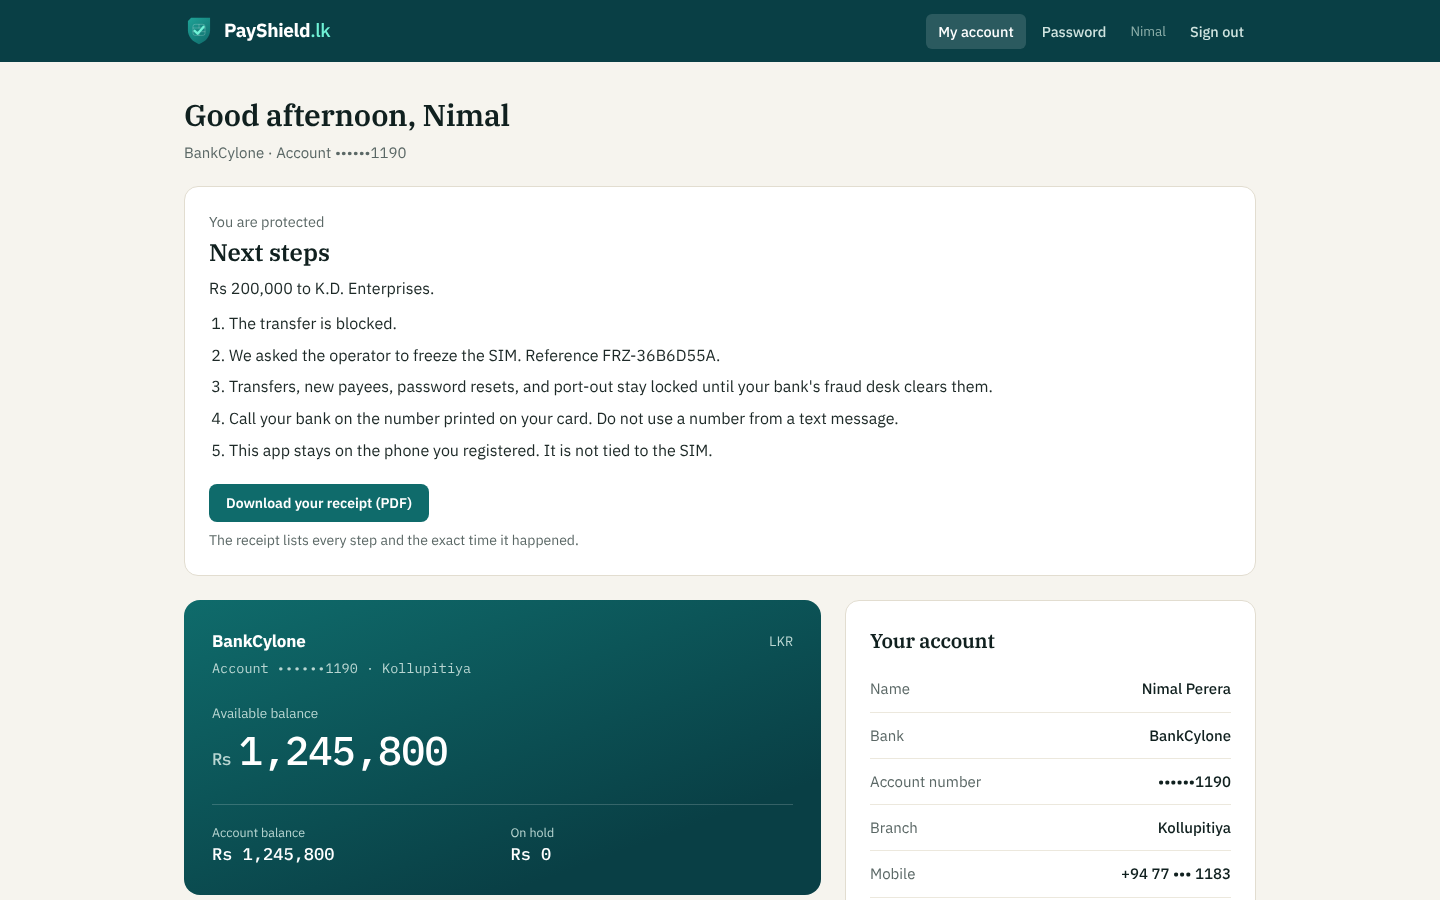 PayShield.lk
My account
Password
Nimal
Sign out
Good afternoon, Nimal
BankCylone · Account ••••••1190
You are protected
Next steps
Rs 200,000 to K.D. Enterprises.
1. The transfer is blocked.
2. We asked the operator to freeze the SIM. Reference FRZ-36B6D55A.
3. Transfers, new payees, password resets, and port-out stay locked until your bank's fraud desk clears them.
4. Call your bank on the number printed on your card. Do not use a number from a text message.
5. This app stays on the phone you registered. It is not tied to the SIM.
Download your receipt (PDF)
The receipt lists every step and the exact time it happened.
BankCylone
LKR
Account ••••••1190 · Kollupitiya
Available balance
Rs 1,245,800
Account balance
Rs 1,245,800
On hold
Rs 0
Your account
Name
Nimal Perera
Bank
BankCylone
Account number
••••••1190
Branch
Kollupitiya
Mobile
+94 77 ••• 1183